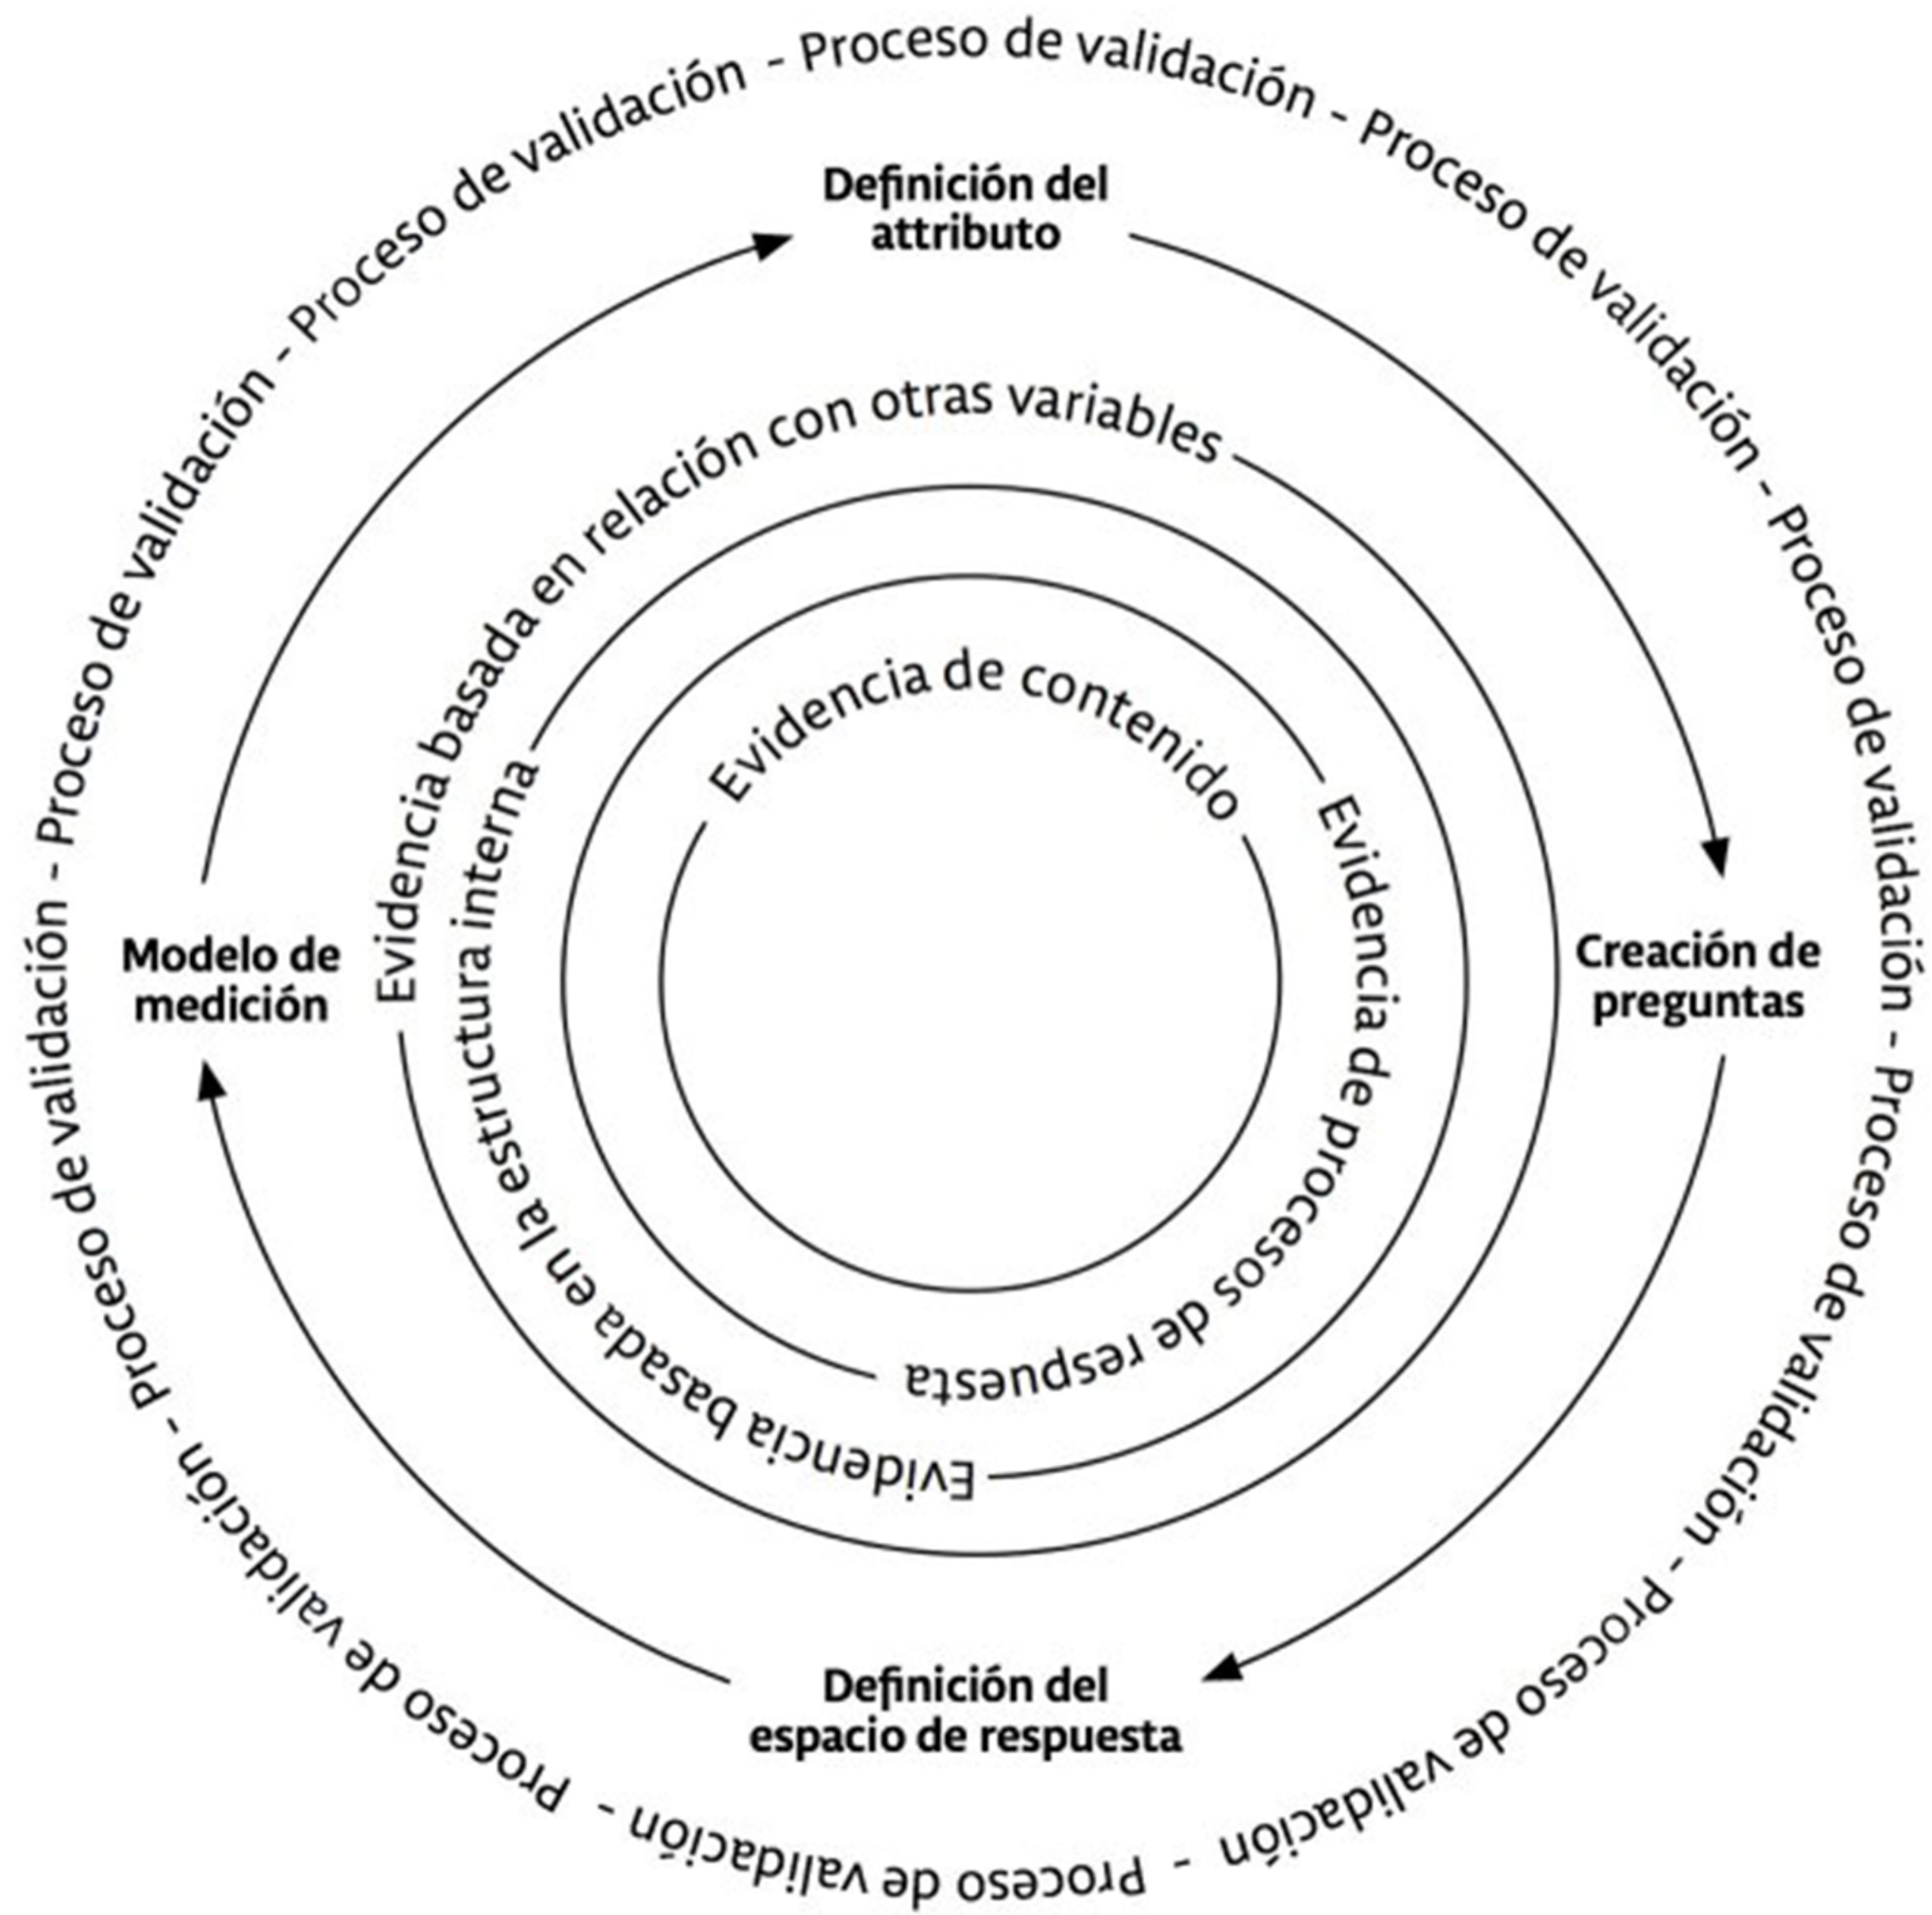 Proceso de validación - Proceso de validación - Proceso de validación - Proceso de validación - Proceso de validación - Proceso de validación - Proceso de validación - Proceso de validación - Proceso de validación - Proceso de validación -
Definición del
attributo
Creación de
preguntas
Definición del
espacio de respuesta
Modelo de
medición
Evidencia basada en relación con otras variables
Evidencia basada en la estructura interna
Evidencia de procesos de respuesta
Evidencia de contenido